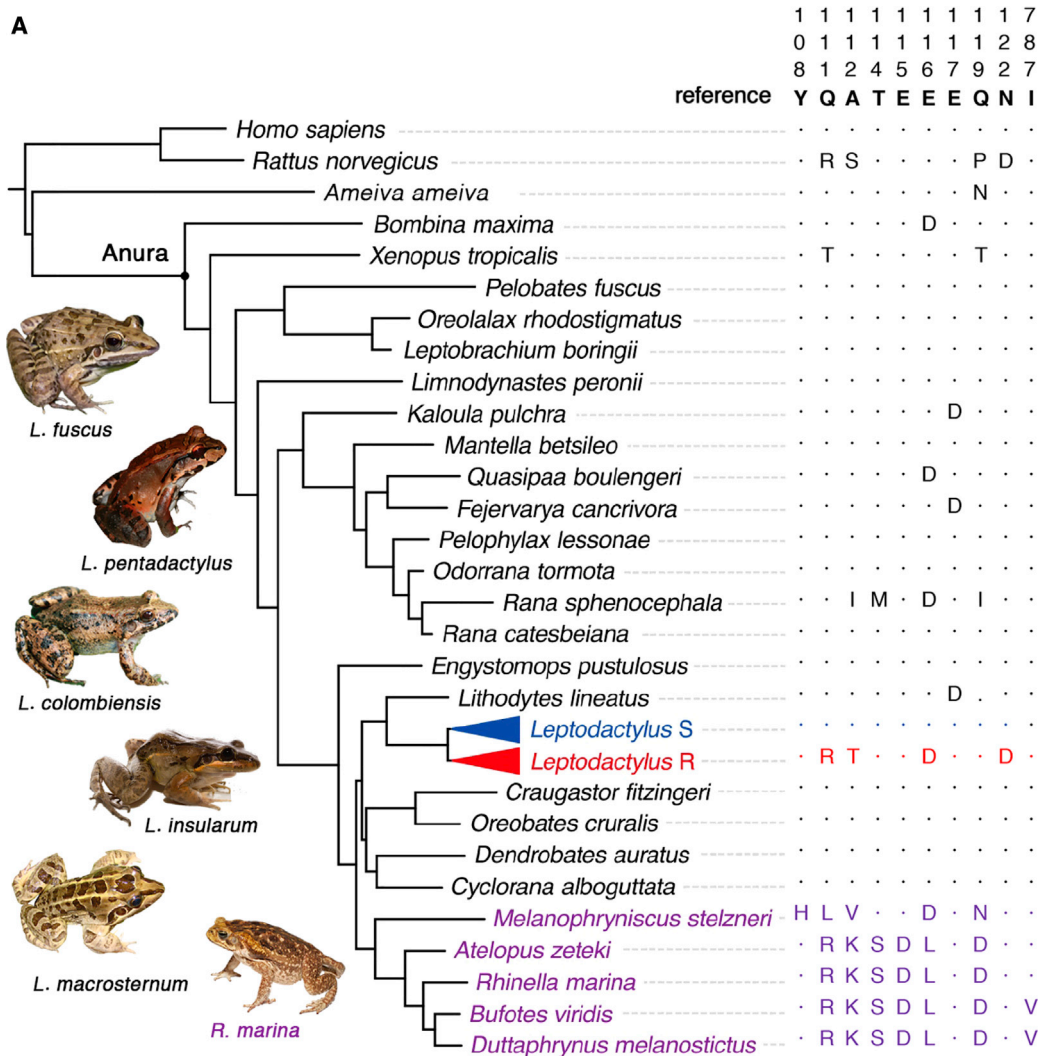 A
1 1 1 1 1 1 1 1 1 7
0 1 1 1 1 1 1 1 2 8
8 1 2 4 5 6 7 9 2 7
reference Y Q A T E E E Q N I
Homo sapiens · · · · · · · · · ·
Rattus norvegicus · R S · · · · P D ·
Ameiva ameiva · · · · · · · N · ·
Bombina maxima · · · · · D · · · ·
Anura
Xenopus tropicalis · T · · · · · T · ·
Pelobates fuscus · · · · · · · · · ·
Oreolalax rhodostigmatus · · · · · · · · · ·
Leptobrachium boringii · · · · · · · · · ·
Limnodynastes peronii · · · · · · · · · ·
Kaloula pulchra · · · · · · D · · ·
L. fuscus
Mantella betsileo · · · · · · · · · ·
Quasipaa boulengeri · · · · · D · · · ·
Fejervarya cancrivora · · · · · · D · · ·
Pelophylax lessonae · · · · · · · · · ·
L. pentadactylus
Odorrana tormota · · · · · · · · · ·
Rana sphenocephala · · I M · D · I · ·
Rana catesbeiana · · · · · · · · · ·
Engystomops pustulosus · · · · · · · · · ·
Lithodytes lineatus · · · · · · D · · ·
L. colombiensis
Leptodactylus S · · · · · · · · · ·
Leptodactylus R · R T · · D · · D ·
Craugastor fitzingeri · · · · · · · · · ·
Oreobates cruralis · · · · · · · · · ·
L. insularum
Dendrobates auratus · · · · · · · · · ·
Cyclorana alboguttata · · · · · · · · · ·
Melanophryniscus stelzneri H L V · · D · N · ·
Atelopus zeteki · R K S D L · D · ·
Rhinella marina · R K S D L · D · ·
L. macrosternum
Bufotes viridis · R K S D L · D · V
R. marina
Duttaphrynus melanostictus · R K S D L · D · V